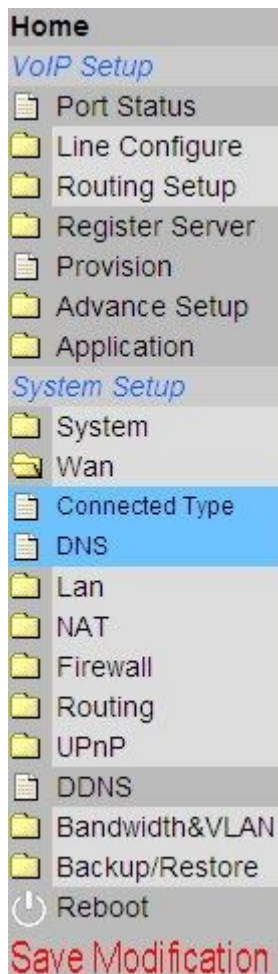 Home
VoIP Setup
Port Status
Line Configure
Routing Setup
Register Server
Provision
Advance Setup
Application
System Setup
System
Wan
Connected Type
DNS
Lan
NAT
Firewall
Routing
UPnP
DDNS
Bandwidth&VLAN
Backup/Restore
Reboot
Save Modification